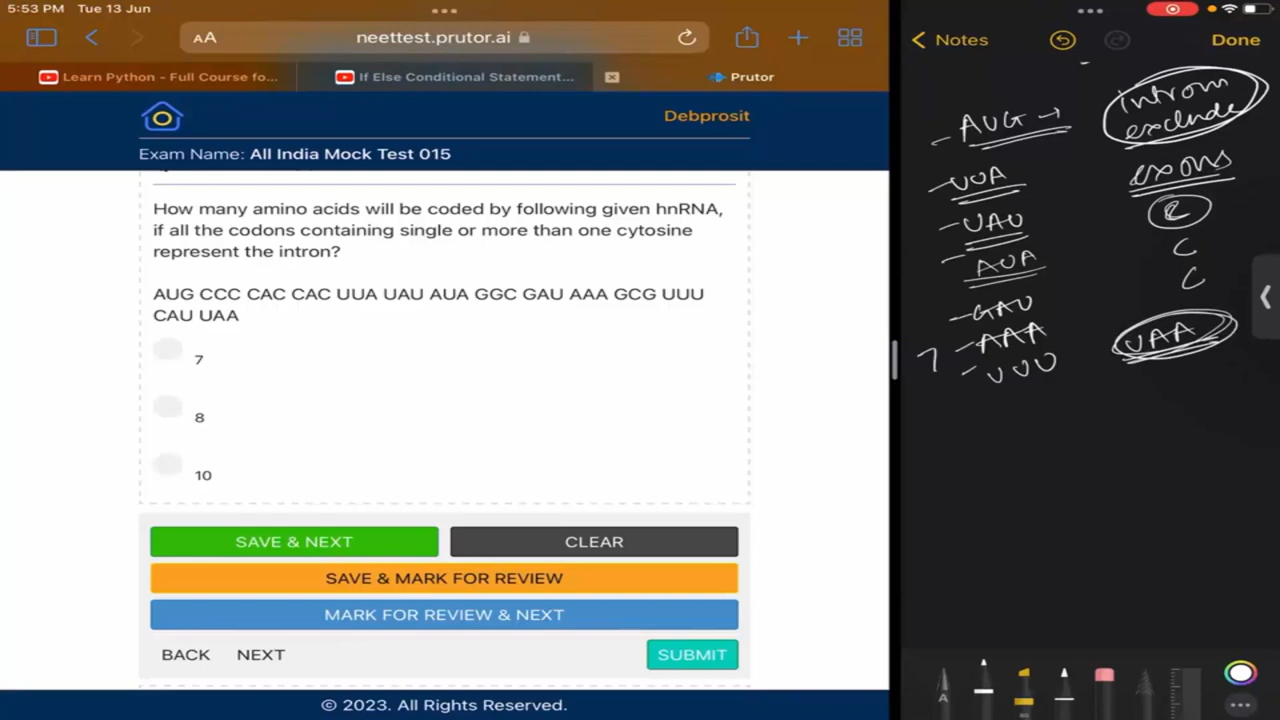 5:53 PM Tue 13 Jun
AA
neettest.prutor.ai
Learn Python - Full Course fo...
If Else Conditional Statement...
Prutor
Debprosit
Exam Name: All India Mock Test 015
How many amino acids will be coded by following given hnRNA,
if all the codons containing single or more than one cytosine
represent the intron?
AUG CCC CAC CAC UUA UAU AUA GGC GAU AAA GCG UUU
CAU UAA
7
8
10
SAVE & NEXT
CLEAR
SAVE & MARK FOR REVIEW
MARK FOR REVIEW & NEXT
BACK
NEXT
SUBMIT
© 2023. All Rights Reserved.
Notes
Done
- AUG →
introm
exclude
- UUA
exons
- UAU
C
- AUA
C
C
- GAU
- AAA
UAA
7
- UUU
A